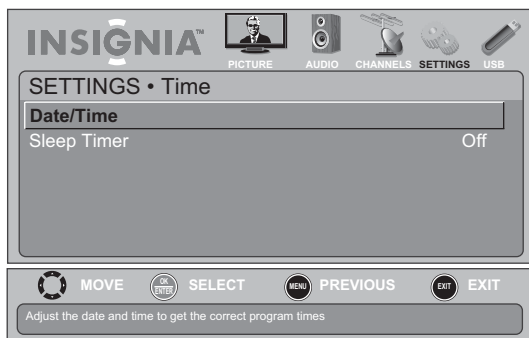 INSIGNIA™
PICTURE AUDIO CHANNELS SETTINGS USB
SETTINGS • Time
Date/Time
Sleep Timer Off
MOVE OK ENTER SELECT MENU PREVIOUS EXIT EXIT
Adjust the date and time to get the correct program times